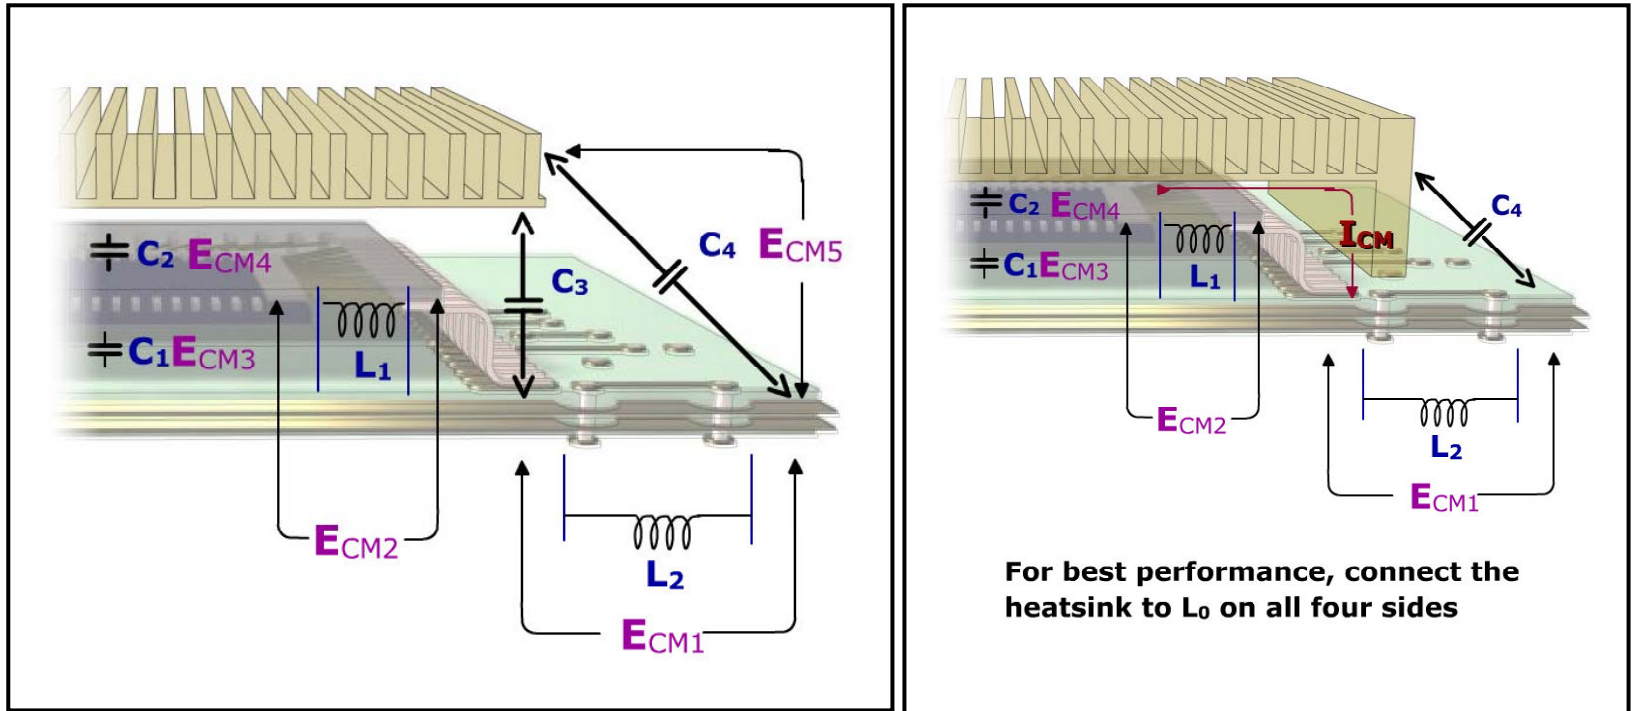 C₂ ECM4
C₁ ECM3
L₁
C₃
C₄
ECM5
ECM2
L₂
ECM1
C₂ ECM4
C₁ ECM3
L₁
ICM
C₄
ECM2
L₂
ECM1
For best performance, connect the
heatsink to L₀ on all four sides